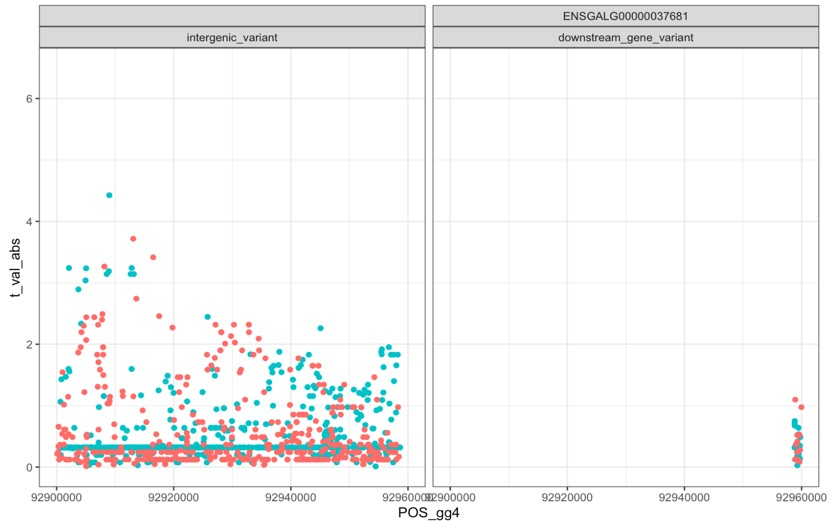 ENSGALG00000037681
intergenic_variant downstream_gene_variant
6
4
2
0
t_val_abs
92900000 92920000 92940000 92960000 92900000 92920000 92940000 92960000
POS_gg4